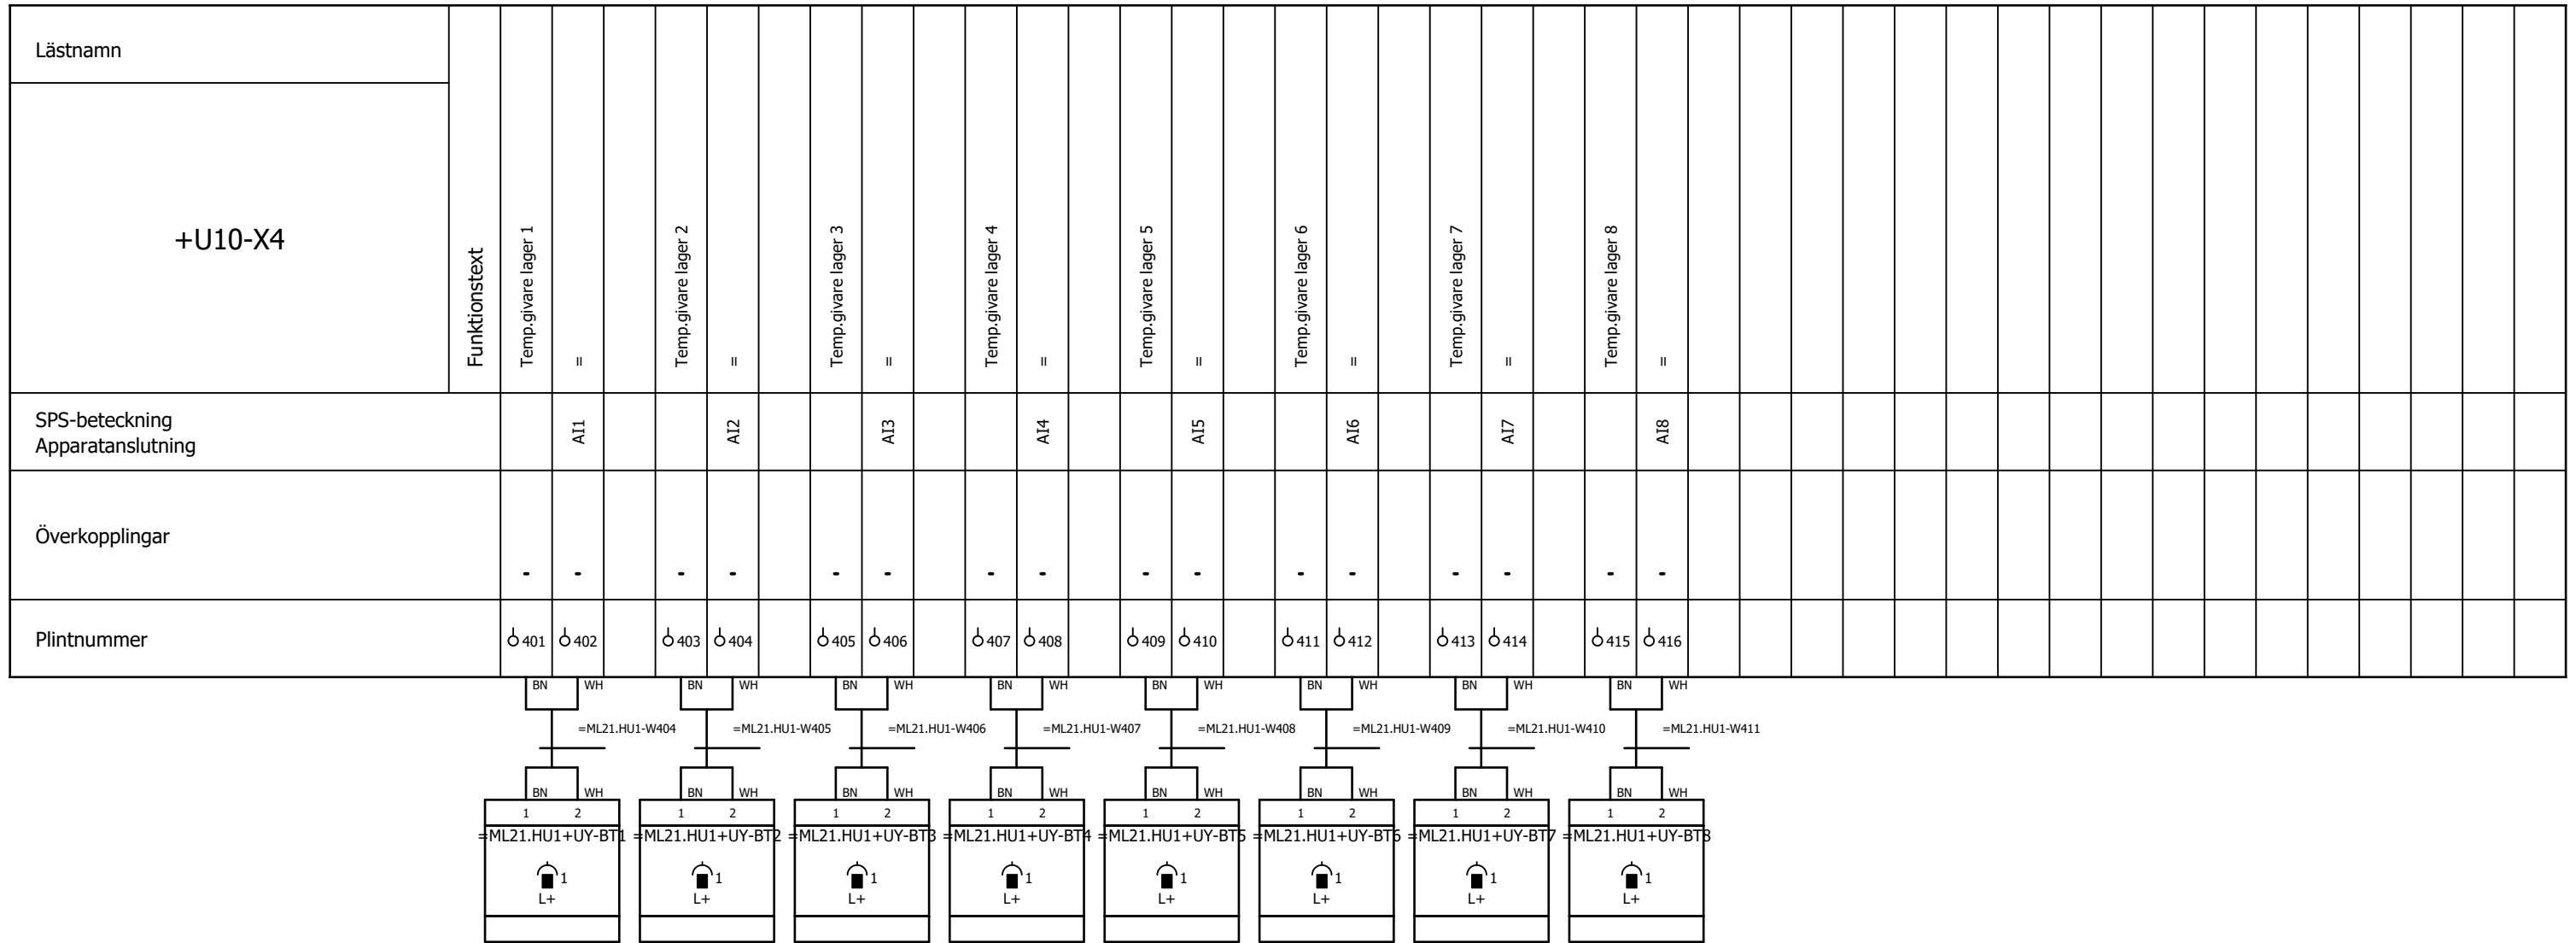 Lästnamn
+U10-X4
Funktionstext
Temp.givare lager 1
=
Temp.givare lager 2
=
Temp.givare lager 3
=
Temp.givare lager 4
=
Temp.givare lager 5
=
Temp.givare lager 6
=
Temp.givare lager 7
=
Temp.givare lager 8
=
SPS-beteckning
Apparatanslutning
AI1 AI2 AI3 AI4 AI5 AI6 AI7 AI8
Överkopplingar
- - - - - - - - - - - - - - - -
Plintnummer
401 402 403 404 405 406 407 408 409 410 411 412 413 414 415 416
BN WH BN WH BN WH BN WH BN WH BN WH BN WH BN WH
=ML21.HU1-W404 =ML21.HU1-W405 =ML21.HU1-W406 =ML21.HU1-W407 =ML21.HU1-W408 =ML21.HU1-W409 =ML21.HU1-W410 =ML21.HU1-W411
BN WH BN WH BN WH BN WH BN WH BN WH BN WH BN WH
1 2 1 2 1 2 1 2 1 2 1 2 1 2 1 2
=ML21.HU1+UY-BT1 =ML21.HU1+UY-BT2 =ML21.HU1+UY-BT3 =ML21.HU1+UY-BT4 =ML21.HU1+UY-BT5 =ML21.HU1+UY-BT6 =ML21.HU1+UY-BT7 =ML21.HU1+UY-BT8
1 1 1 1 1 1 1 1
L+ L+ L+ L+ L+ L+ L+ L+